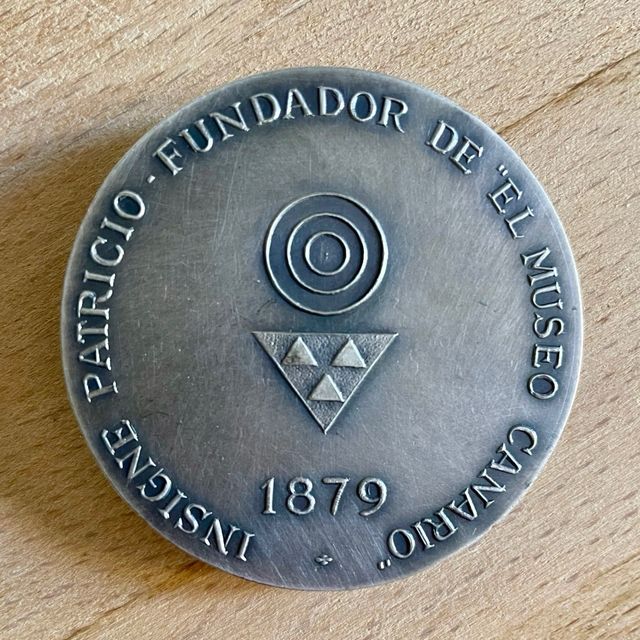 INSIGNE PATRICIO - FUNDADOR DE "EL MUSEO CANARIO"
1879